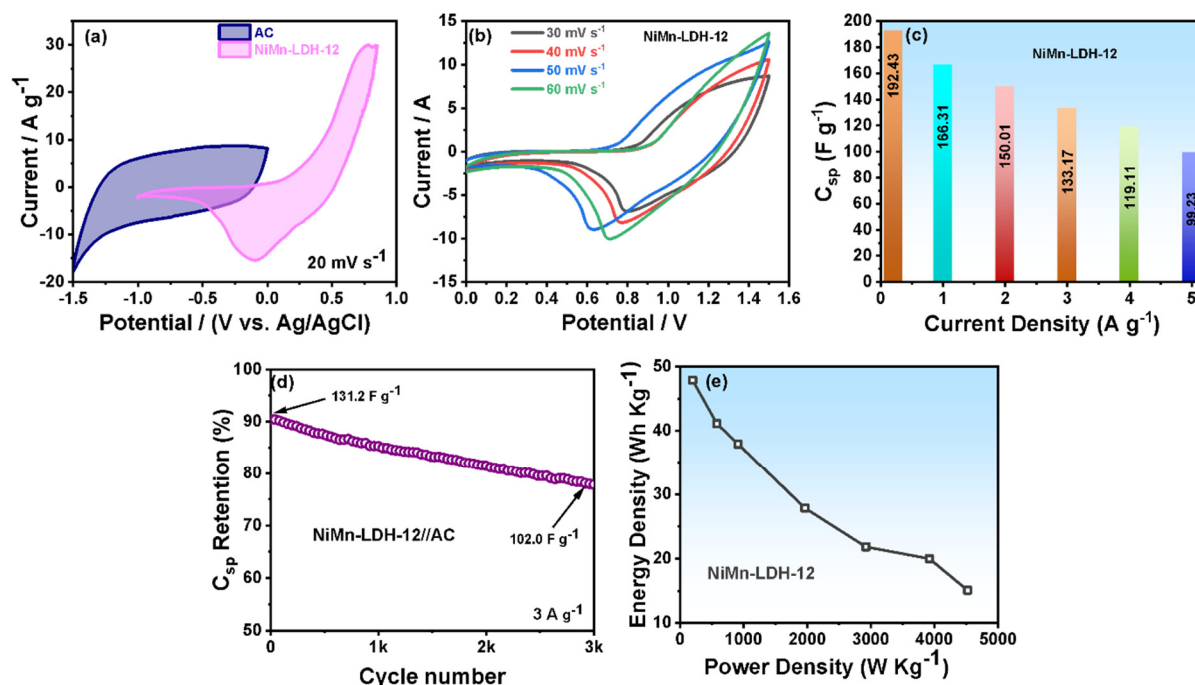 (a)
AC
NiMn-LDH-12
Current / A g⁻¹
30
20
10
0
-10
-20
20 mV s⁻¹
-1.5 -1.0 -0.5 0.0 0.5 1.0
Potential / (V vs. Ag/AgCl)
(b)
30 mV s⁻¹
40 mV s⁻¹
50 mV s⁻¹
60 mV s⁻¹
NiMn-LDH-12
Current / A
15
10
5
0
-5
-10
-15
0.0 0.2 0.4 0.6 0.8 1.0 1.2 1.4 1.6
Potential / V
(c)
NiMn-LDH-12
Csp (F g⁻¹)
200
180
160
140
120
100
80
60
40
20
0
192.43
166.31
150.01
133.17
119.11
99.23
0 1 2 3 4 5
Current Density (A g⁻¹)
(d)
131.2 F g⁻¹
Csp Retention (%)
100
90
80
70
60
50
NiMn-LDH-12//AC
102.0 F g⁻¹
3 A g⁻¹
0 1k 2k 3k
Cycle number
(e)
Energy Density (Wh Kg⁻¹)
50
40
30
20
10
NiMn-LDH-12
0 1000 2000 3000 4000 5000
Power Density (W Kg⁻¹)